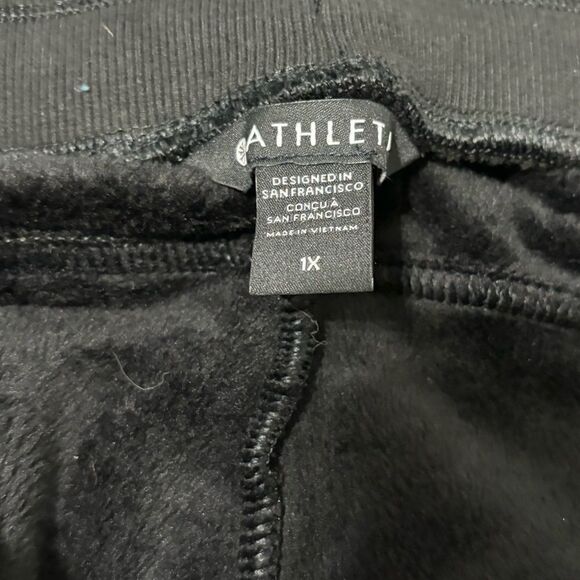 ATHLET
DESIGNED IN
SAN FRANCISCO
CONÇU À
SAN FRANCISCO
MADE IN VIETNAM
1X